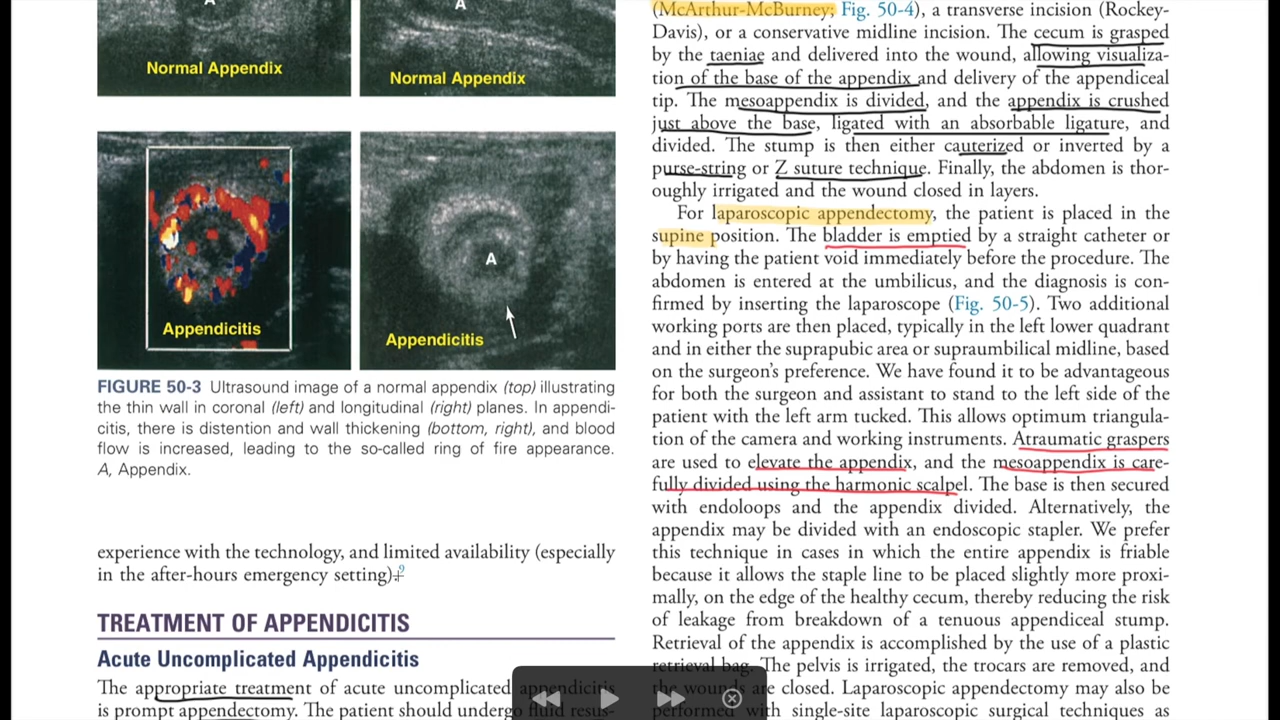 A
A
Normal Appendix
Normal Appendix
Appendicitis
A
Appendicitis
FIGURE 50-3 Ultrasound image of a normal appendix (top) illustrating
the thin wall in coronal (left) and longitudinal (right) planes. In appendi-
citis, there is distention and wall thickening (bottom, right), and blood
flow is increased, leading to the so-called ring of fire appearance.
A, Appendix.
experience with the technology, and limited availability (especially
in the after-hours emergency setting).9
TREATMENT OF APPENDICITIS
Acute Uncomplicated Appendicitis
The appropriate treatment of acute uncomplicated appendicitis
is prompt appendectomy. The patient should undergo fluid resus-
(McArthur-McBurney; Fig. 50-4), a transverse incision (Rockey-
Davis), or a conservative midline incision. The cecum is grasped
by the taeniae and delivered into the wound, allowing visualiza-
tion of the base of the appendix and delivery of the appendiceal
tip. The mesoappendix is divided, and the appendix is crushed
just above the base, ligated with an absorbable ligature, and
divided. The stump is then either cauterized or inverted by a
purse-string or Z suture technique. Finally, the abdomen is thor-
oughly irrigated and the wound closed in layers.
For laparoscopic appendectomy, the patient is placed in the
supine position. The bladder is emptied by a straight catheter or
by having the patient void immediately before the procedure. The
abdomen is entered at the umbilicus, and the diagnosis is con-
firmed by inserting the laparoscope (Fig. 50-5). Two additional
working ports are then placed, typically in the left lower quadrant
and in either the suprapubic area or supraumbilical midline, based
on the surgeon's preference. We have found it to be advantageous
for both the surgeon and assistant to stand to the left side of the
patient with the left arm tucked. This allows optimum triangula-
tion of the camera and working instruments. Atraumatic graspers
are used to elevate the appendix, and the mesoappendix is care-
fully divided using the harmonic scalpel. The base is then secured
with endoloops and the appendix divided. Alternatively, the
appendix may be divided with an endoscopic stapler. We prefer
this technique in cases in which the entire appendix is friable
because it allows the staple line to be placed slightly more proxi-
mally, on the edge of the healthy cecum, thereby reducing the risk
of leakage from breakdown of a tenuous appendiceal stump.
Retrieval of the appendix is accomplished by the use of a plastic
retrieval bag. The pelvis is irrigated, the trocars are removed, and
the wounds are closed. Laparoscopic appendectomy may also be
performed with single-site laparoscopic surgical techniques as